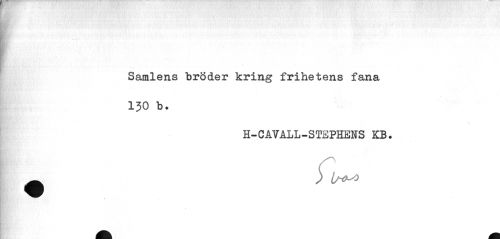 Samlens bröder kring frihetens fana
130 b.
H-CAVALL-STEPHENS KB.
Svas